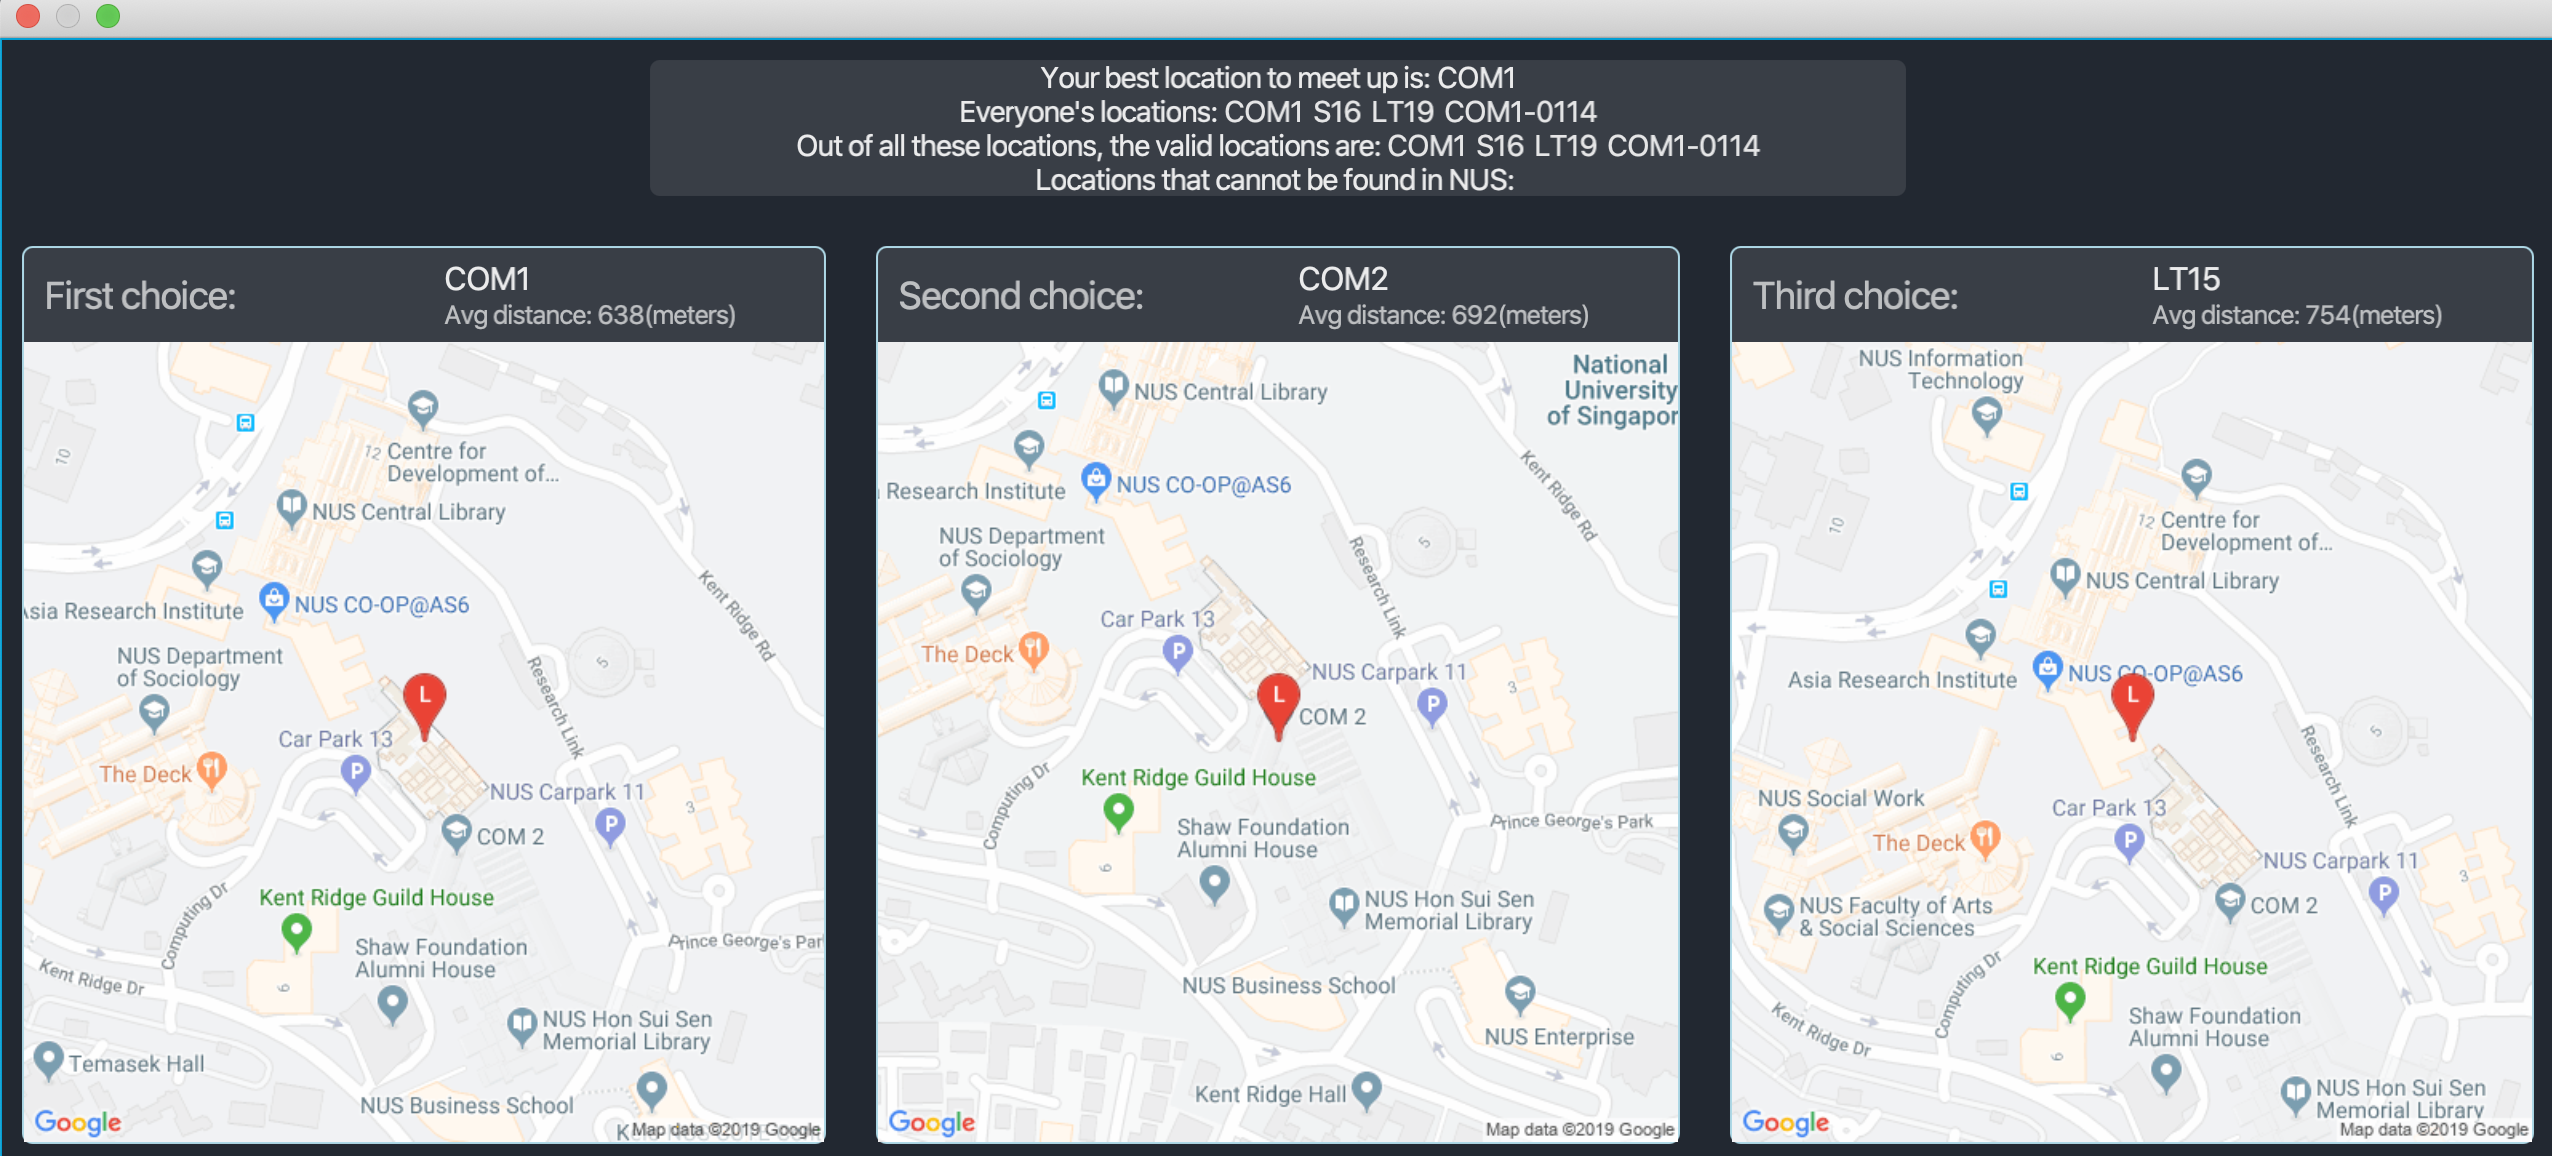 Your best location to meet up is: COM1
Everyone's locations: COM1 S16 LT19 COM1-0114
Out of all these locations, the valid locations are: COM1 S16 LT19 COM1-0114
Locations that cannot be found in NUS:
First choice:
COM1
Avg distance: 638(meters)
12
Centre for
Development of...
10
NUS Central Library
Asia Research Institute
NUS CO-OP@AS6
Kent Ridge Rd
NUS Department
of Sociology
5
L
Research Link
Car Park 13
P
The Deck
NUS Carpark 11
P
3
COM 2
Kent Ridge Guild House
Computing Dr
Shaw Foundation
Alumni House
Prince George's Par
Kent Ridge Dr
6
NUS Hon Sui Sen
Memorial Library
Temasek Hall
NUS Business School
Google
Map data ©2019 Google
Second choice:
COM2
Avg distance: 692(meters)
National
University
of Singapor
NUS Central Library
Kent Ridge Rd
NUS CO-OP@AS6
Research Institute
NUS Department
of Sociology
5
Research Link
Car Park 13
P
The Deck
NUS Carpark 11
P
3
L
COM 2
Kent Ridge Guild House
Computing Dr
Prince George's Park
Shaw Foundation
Alumni House
6
NUS Hon Sui Sen
Memorial Library
NUS Business School
NUS Enterprise
Kent Ridge Hall
Google
Map data ©2019 Google
Third choice:
LT15
Avg distance: 754(meters)
NUS Information
Technology
10
12
Centre for
Development of...
NUS Central Library
Asia Research Institute
NUS CO-OP@AS6
L
5
Research Link
NUS Social Work
Car Park 13
P
The Deck
NUS Carpark 11
P
3
NUS Faculty of Arts
& Social Sciences
COM 2
Kent Ridge Guild House
Computing Dr
Kent Ridge Dr
Shaw Foundation
Alumni House
6
NUS Hon Sui Sen
Memorial Library
Google
Map data ©2019 Google